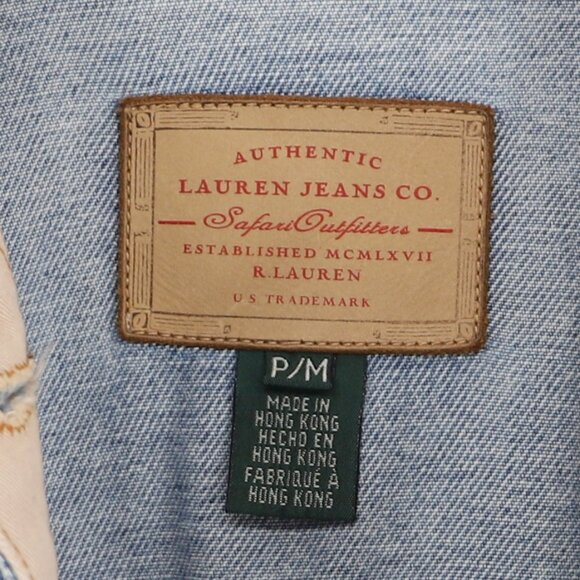 AUTHENTIC
LAUREN JEANS CO.
Safari Outfitters
ESTABLISHED MCMLXVII
R.LAUREN
U.S. TRADEMARK
P/M
MADE IN
HONG KONG
HECHO EN
HONG KONG
FABRIQUÉ À
HONG KONG